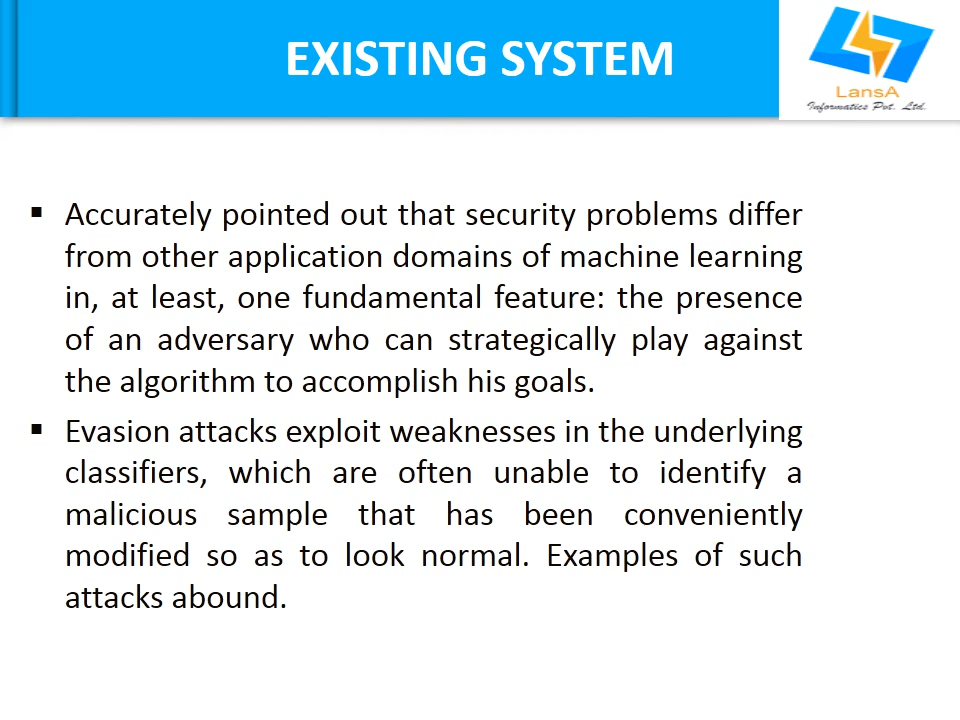 EXISTING SYSTEM
LansA
Informatics Pvt. Ltd.
▪ Accurately pointed out that security problems differ
from other application domains of machine learning
in, at least, one fundamental feature: the presence
of an adversary who can strategically play against
the algorithm to accomplish his goals.
▪ Evasion attacks exploit weaknesses in the underlying
classifiers, which are often unable to identify a
malicious sample that has been conveniently
modified so as to look normal. Examples of such
attacks abound.